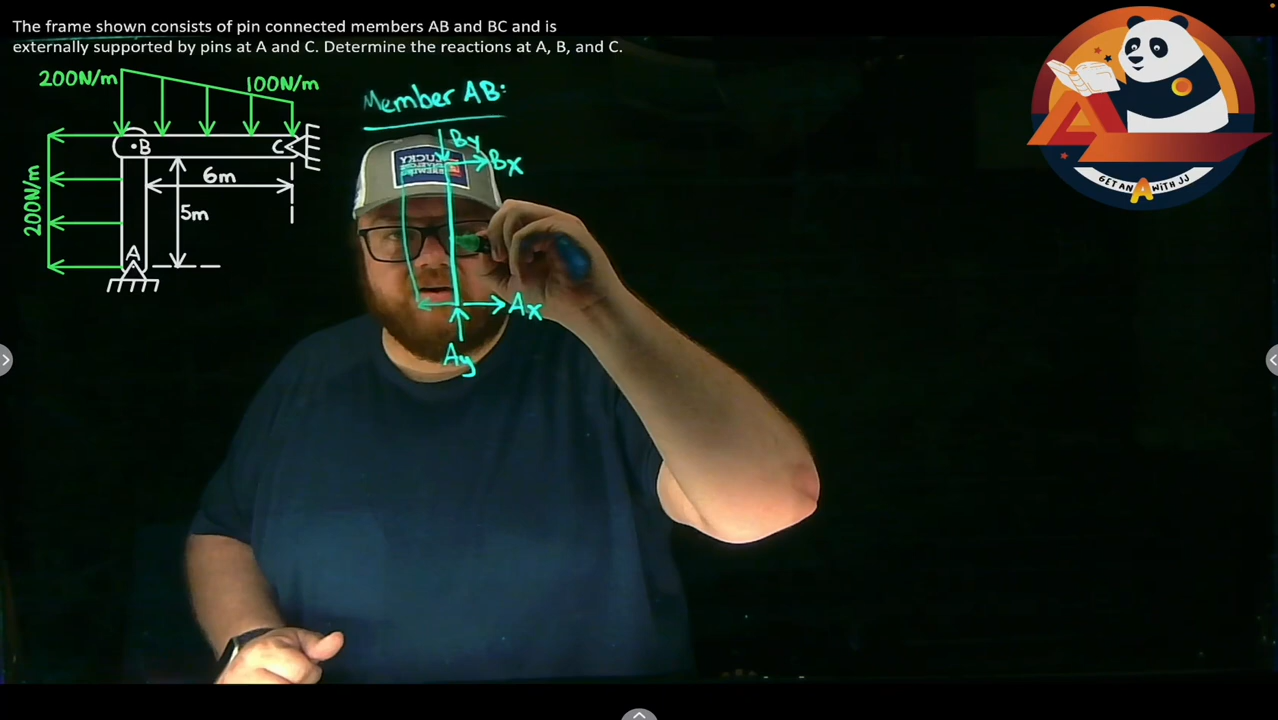 The frame shown consists of pin connected members AB and BC and is
externally supported by pins at A and C. Determine the reactions at A, B, and C.
200N/m
100N/m
B
C
6m
200N/m
5m
A
Member AB:
By
Bx
LUCKY
BREWING
Ax
Ay
GET AN A WITH JJ